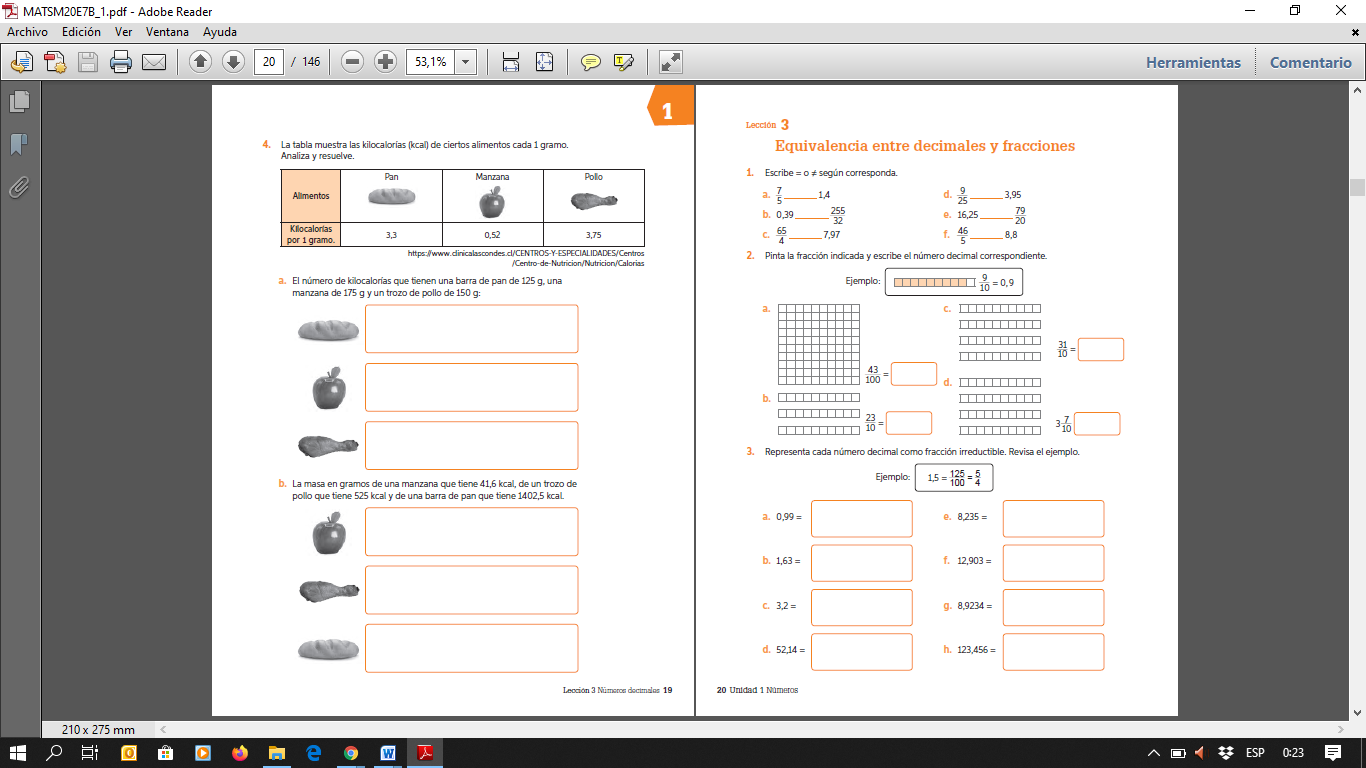 MATSM20E7B_1.pdf - Adobe Reader
Archivo Edición Ver Ventana Ayuda
20 / 146 53,1% Herramientas Comentario
1
4. La tabla muestra las kilocalorías (kcal) de ciertos alimentos cada 1 gramo.
Analiza y resuelve.
Alimentos Pan Manzana Pollo
Kilocalorías por 1 gramo. 3,3 0,52 3,75
https://www.clinicalascondes.cl/CENTROS-Y-ESPECIALIDADES/Centros
/Centro-de-Nutricion/Nutricion/Calorias
a. El número de kilocalorías que tienen una barra de pan de 125 g, una
manzana de 175 g y un trozo de pollo de 150 g:
b. La masa en gramos de una manzana que tiene 41,6 kcal, de un trozo de
pollo que tiene 525 kcal y de una barra de pan que tiene 1402,5 kcal.
Lección 3 Números decimales 19
Lección 3
Equivalencia entre decimales y fracciones
1. Escribe = o ≠ según corresponda.
a. 7/5 ______ 1,4
b. 0,39 ______ 255/32
c. 65/4 ______ 7,97
d. 9/25 ______ 3,95
e. 16,25 ______ 79/20
f. 46/5 ______ 8,8
2. Pinta la fracción indicada y escribe el número decimal correspondiente.
Ejemplo: 9/10 = 0,9
a. 43/100 =
b. 23/10 =
c. 31/10 =
d. 3 7/10
3. Representa cada número decimal como fracción irreductible. Revisa el ejemplo.
Ejemplo: 1,5 = 125/100 = 5/4
a. 0,99 =
b. 1,63 =
c. 3,2 =
d. 52,14 =
e. 8,235 =
f. 12,903 =
g. 8,9234 =
h. 123,456 =
20 Unidad 1 Números
210 x 275 mm
ESP 0:23